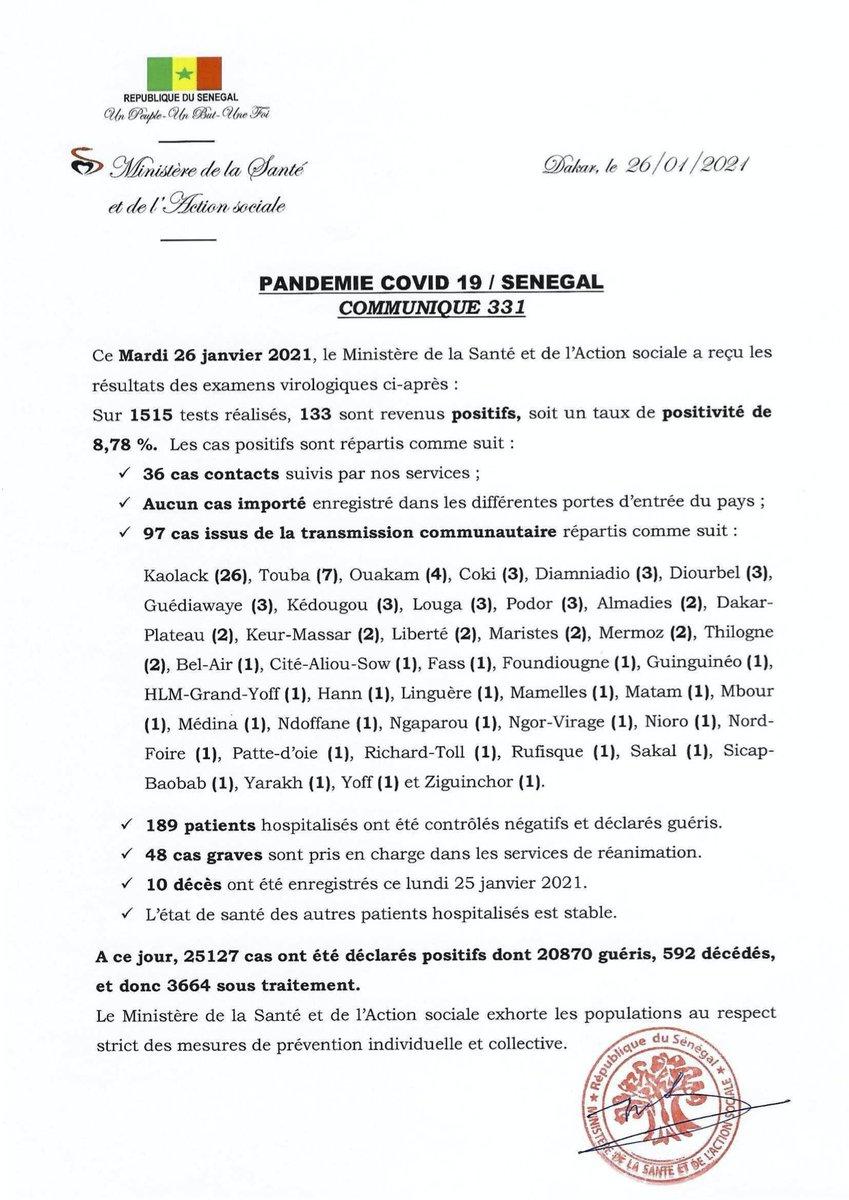 REPUBLIQUE DU SENEGAL
Un Peuple-Un But-Une Foi
Ministère de la Santé
et de l'Action sociale
Dakar, le 26/01/2021
PANDEMIE COVID 19 / SENEGAL
COMMUNIQUE 331
Ce Mardi 26 janvier 2021, le Ministère de la Santé et de l'Action sociale a reçu les
résultats des examens virologiques ci-après :
Sur 1515 tests réalisés, 133 sont revenus positifs, soit un taux de positivité de
8,78 %. Les cas positifs sont répartis comme suit :
✓ 36 cas contacts suivis par nos services ;
✓ Aucun cas importé enregistré dans les différentes portes d'entrée du pays ;
✓ 97 cas issus de la transmission communautaire répartis comme suit :
Kaolack (26), Touba (7), Ouakam (4), Coki (3), Diamniadio (3), Diourbel (3),
Guédiawaye (3), Kédougou (3), Louga (3), Podor (3), Almadies (2), Dakar-
Plateau (2), Keur-Massar (2), Liberté (2), Maristes (2), Mermoz (2), Thilogne
(2), Bel-Air (1), Cité-Aliou-Sow (1), Fass (1), Foundiougne (1), Guinguinéo (1),
HLM-Grand-Yoff (1), Hann (1), Linguère (1), Mamelles (1), Matam (1), Mbour
(1), Médina (1), Ndoffane (1), Ngaparou (1), Ngor-Virage (1), Nioro (1), Nord-
Foire (1), Patte-d'oie (1), Richard-Toll (1), Rufisque (1), Sakal (1), Sicap-
Baobab (1), Yarakh (1), Yoff (1) et Ziguinchor (1).
✓ 189 patients hospitalisés ont été contrôlés négatifs et déclarés guéris.
✓ 48 cas graves sont pris en charge dans les services de réanimation.
✓ 10 décès ont été enregistrés ce lundi 25 janvier 2021.
✓ L'état de santé des autres patients hospitalisés est stable.
A ce jour, 25127 cas ont été déclarés positifs dont 20870 guéris, 592 décédés,
et donc 3664 sous traitement.
Le Ministère de la Santé et de l'Action sociale exhorte les populations au respect
strict des mesures de prévention individuelle et collective.
République du Sénégal
MINISTÈRE DE LA SANTE ET DE L'ACTION SOCIALE